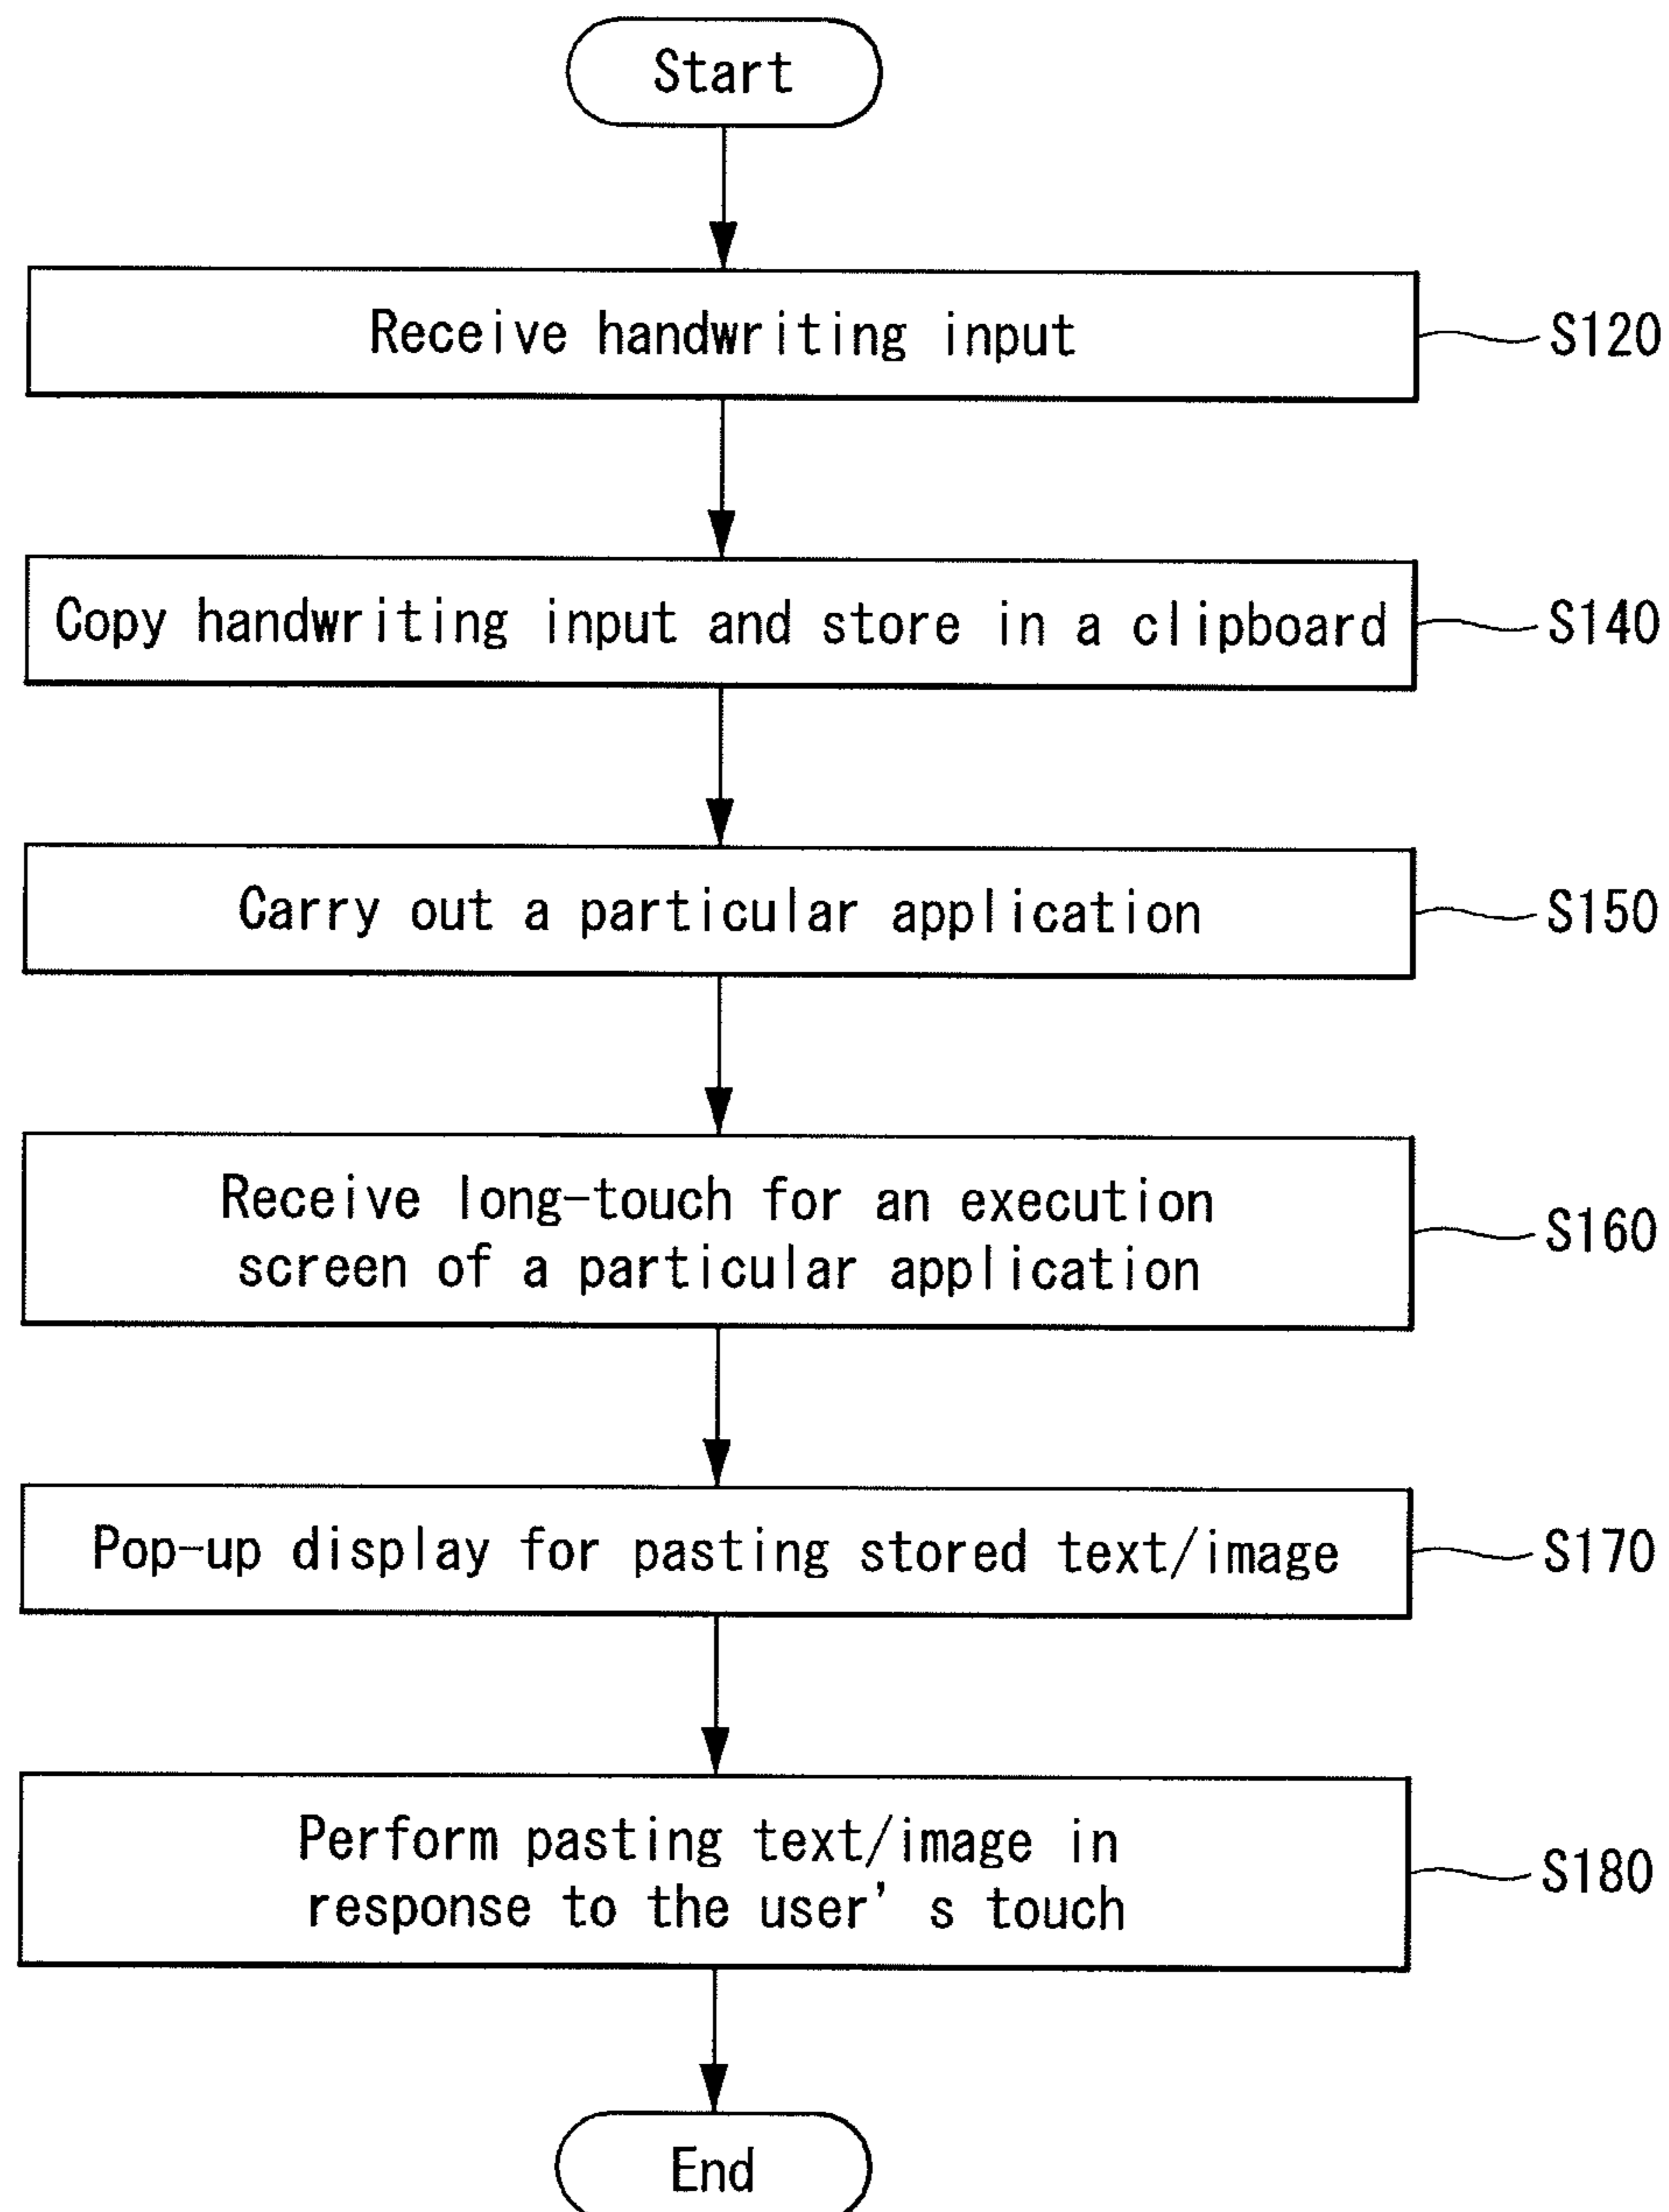 Start
Receive handwriting input
S120
Copy handwriting input and store in a clipboard
S140
Carry out a particular application
S150
Receive long-touch for an execution
screen of a particular application
S160
Pop-up display for pasting stored text/image
S170
Perform pasting text/image in
response to the user's touch
S180
End